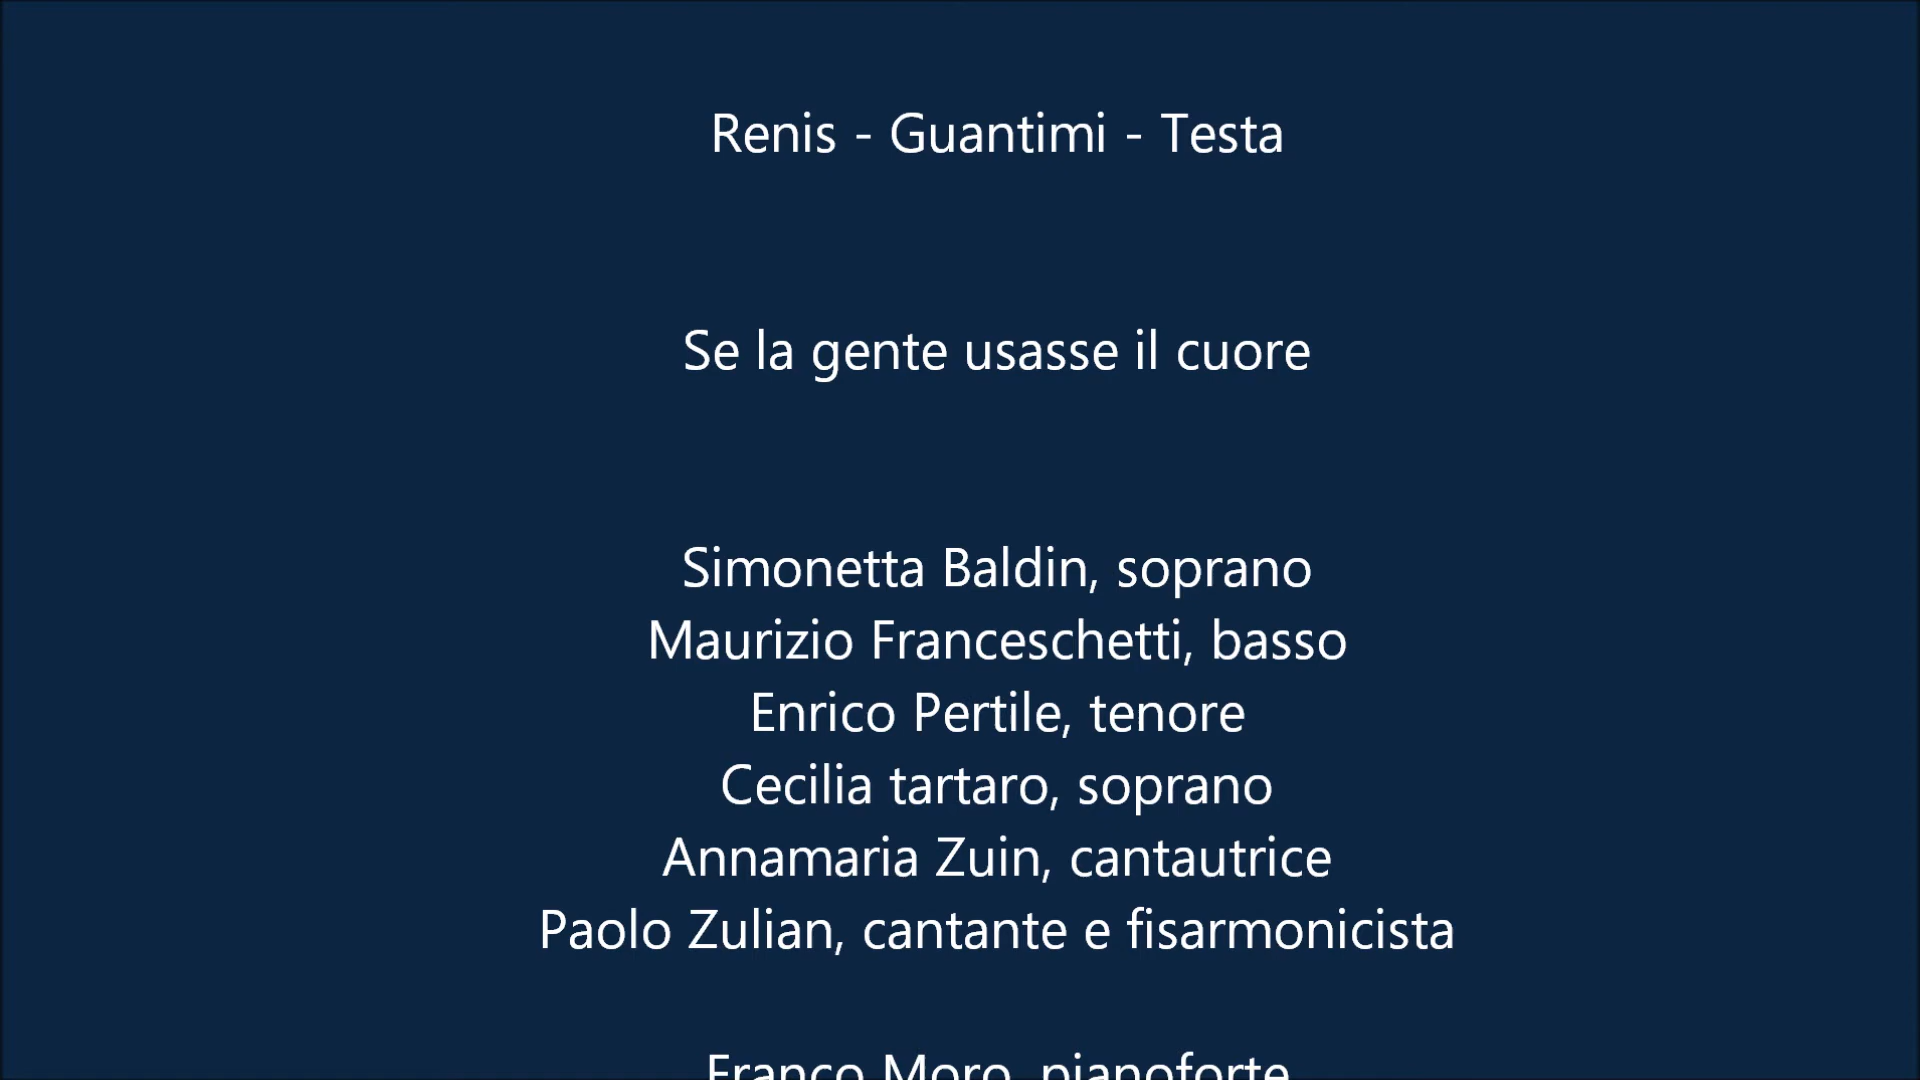 Renis - Guantimi - Testa
Se la gente usasse il cuore
Simonetta Baldin, soprano
Maurizio Franceschetti, basso
Enrico Pertile, tenore
Cecilia tartaro, soprano
Annamaria Zuin, cantautrice
Paolo Zulian, cantante e fisarmonicista
Franco Moro, pianoforte